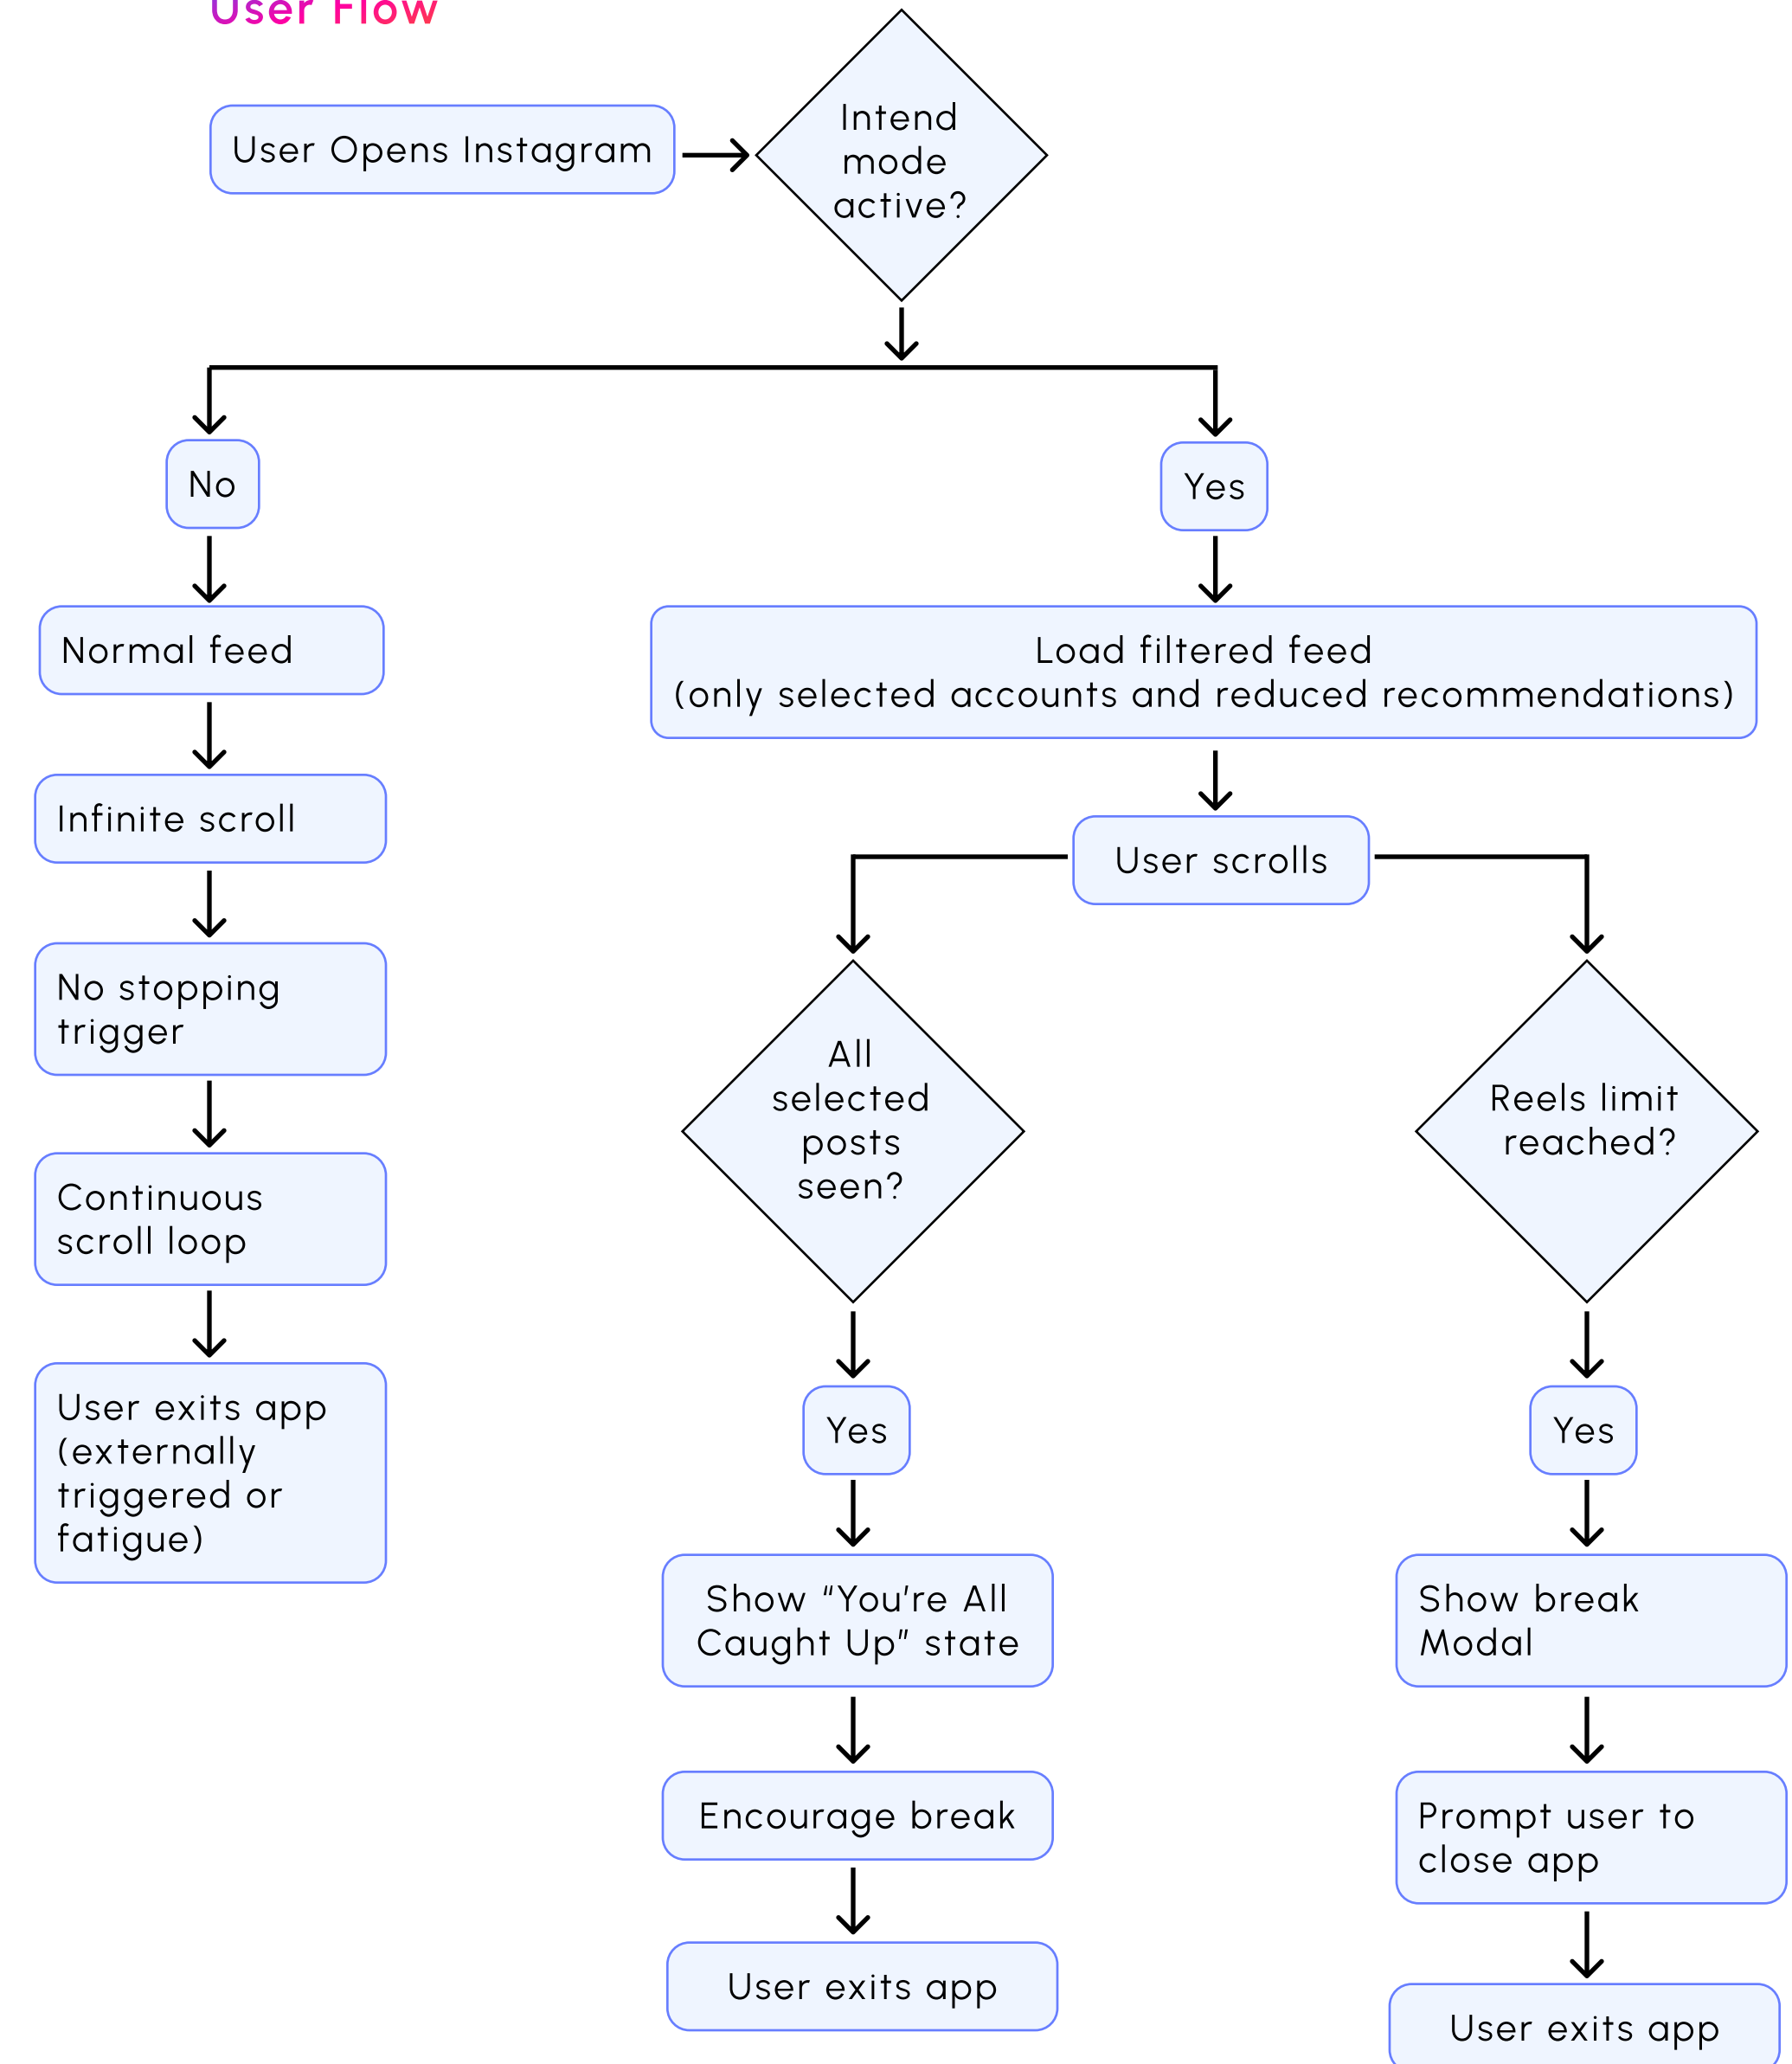 User Flow
User Opens Instagram
Intend
mode
active?
No
Yes
Normal feed
Load filtered feed
(only selected accounts and reduced recommendations)
Infinite scroll
User scrolls
No stopping
trigger
All
selected
posts
seen?
Reels limit
reached?
Continuous
scroll loop
User exits app
(externally
triggered or
fatigue)
Yes
Yes
Show “You’re All
Caught Up” state
Show break
Modal
Encourage break
Prompt user to
close app
User exits app
User exits app